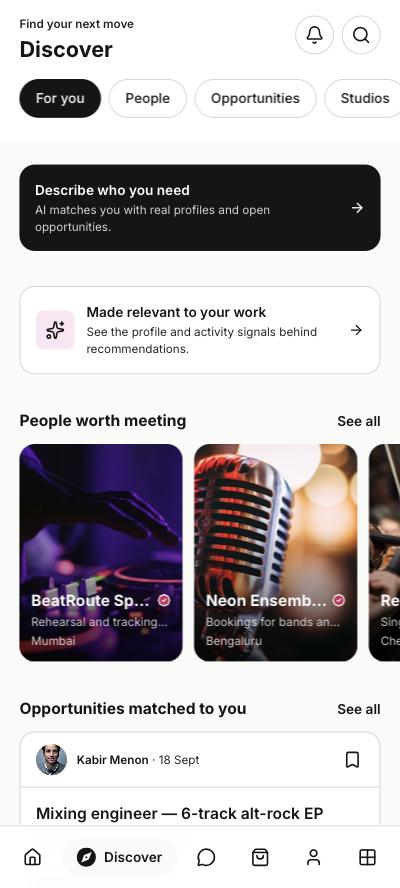 Find your next move
Discover
For you
People
Opportunities
Studios
Describe who you need
AI matches you with real profiles and open
opportunities.
Made relevant to your work
See the profile and activity signals behind
recommendations.
People worth meeting
See all
BeatRoute Sp...
Rehearsal and tracking...
Mumbai
Neon Ensemb...
Bookings for bands an...
Bengaluru
Re
Sing
Che
Opportunities matched to you
See all
Kabir Menon · 18 Sept
Mixing engineer — 6-track alt-rock EP
Discover